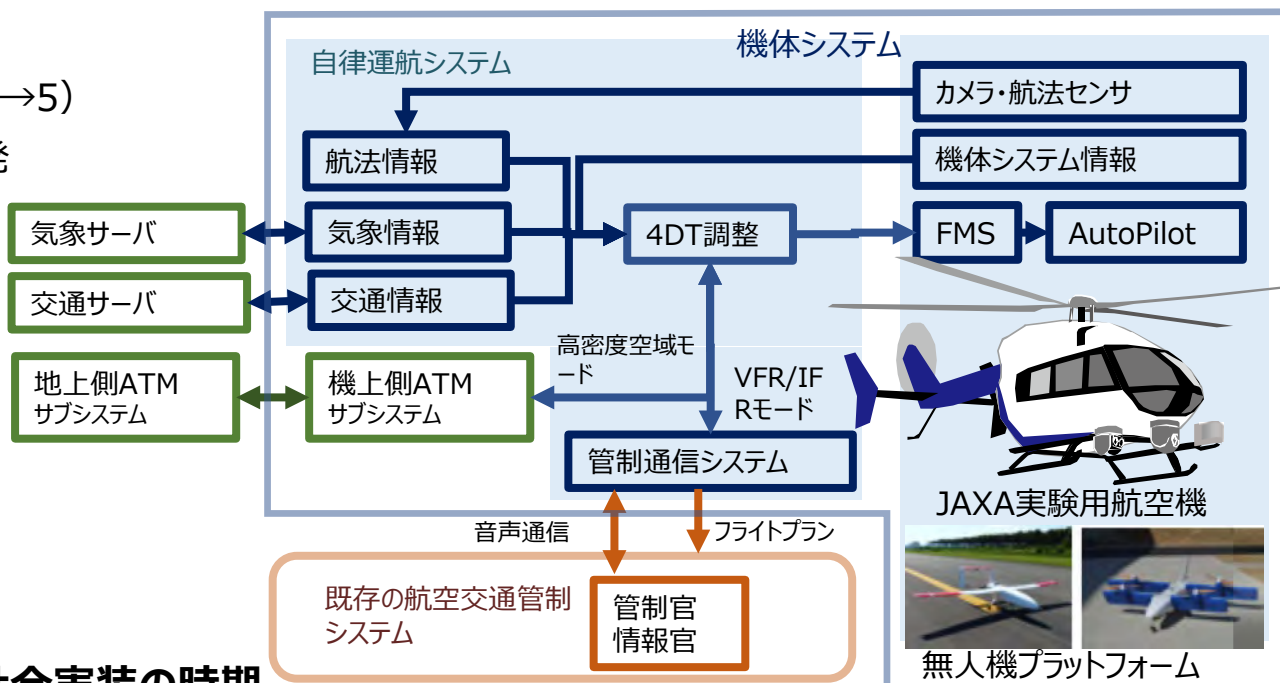 機体システム
自律運航システム
→5）
発
カメラ・航法センサ
航法情報
機体システム情報
気象サーバ
気象情報
4DT調整
FMS
AutoPilot
交通サーバ
交通情報
高密度空域モ
ード
地上側ATM
サブシステム
機上側ATM
サブシステム
VFR/IF
Rモード
管制通信システム
JAXA実験用航空機
音声通信
フライトプラン
既存の航空交通管制
システム
管制官
情報官
無人機プラットフォーム
社会実装の時期